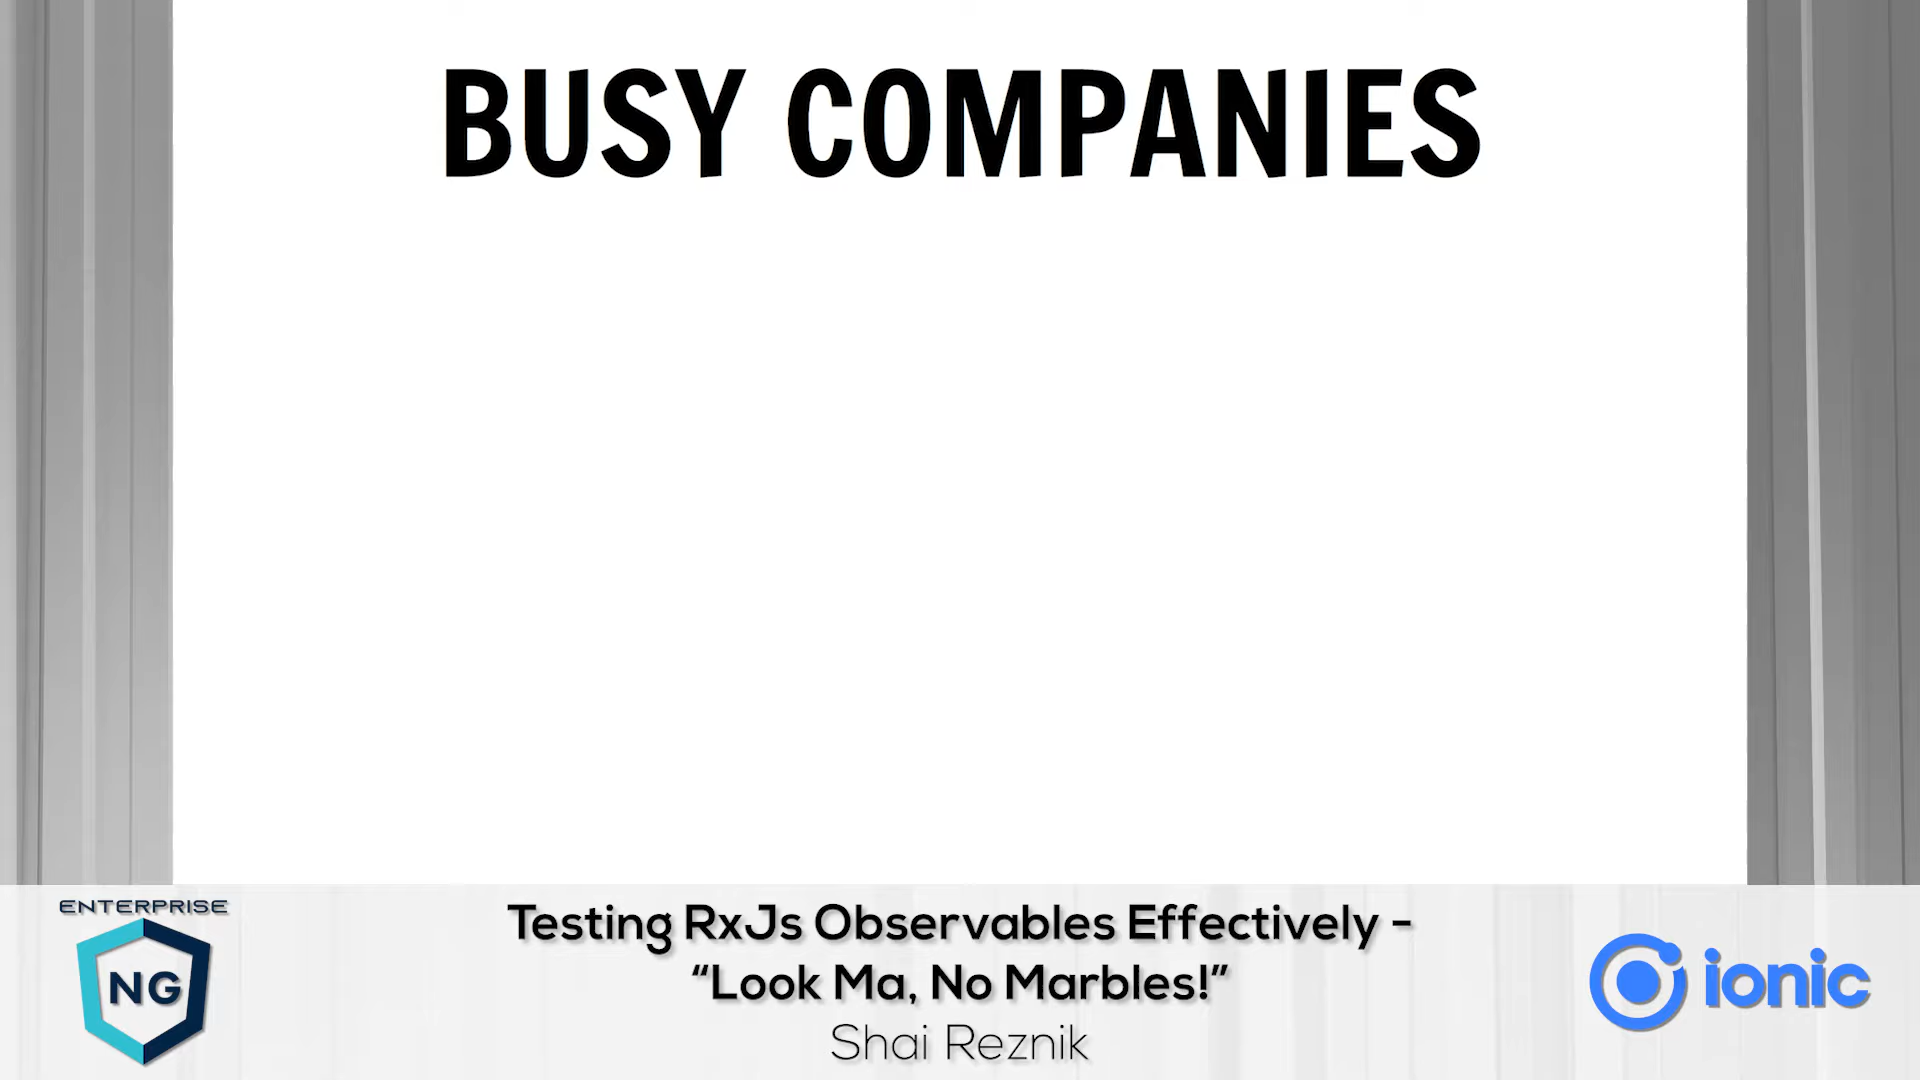 BUSY COMPANIES
ENTERPRISE
NG
Testing RxJs Observables Effectively -
“Look Ma, No Marbles!”
Shai Reznik
ionic